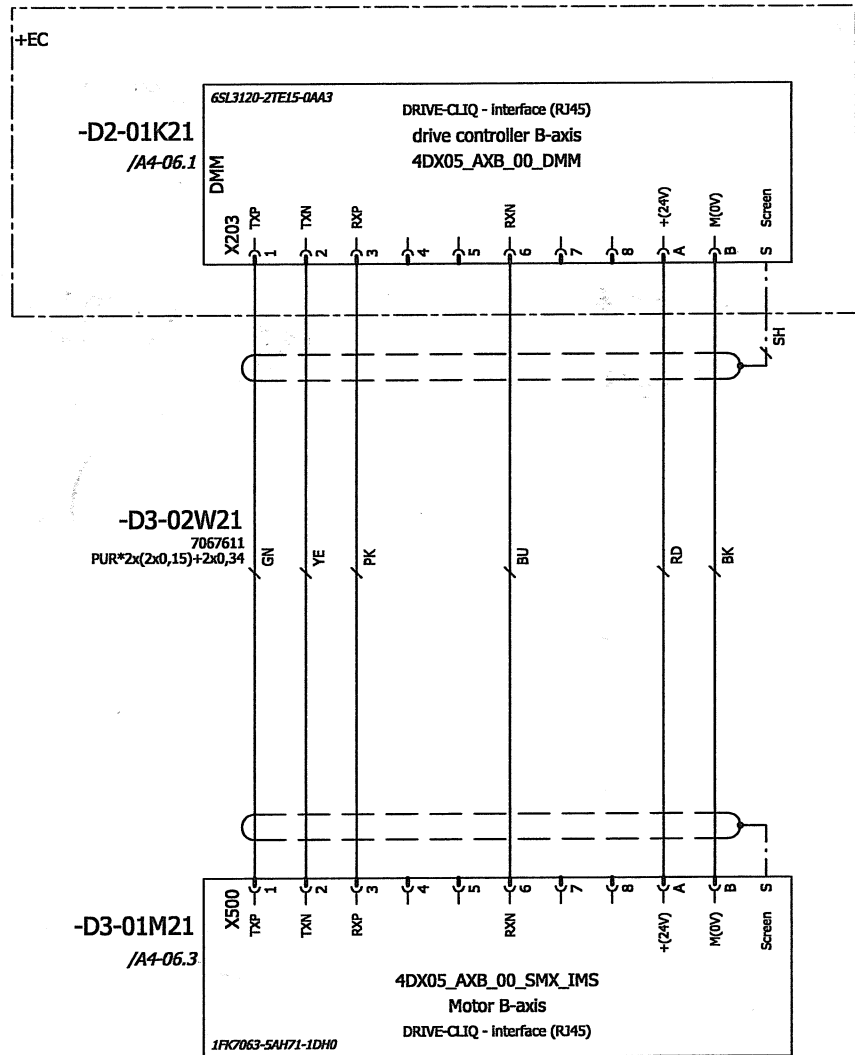 +EC
6SL3120-2TE15-0AA3
DRIVE-CLiQ - interface (RJ45)
-D2-01K21
drive controller B-axis
/A4-06.1
4DX05_AXB_00_DMM
DMM
X203
TXP
TXN
RXP
RXN
+(24V)
M(0V)
Screen
1
2
3
4
5
6
7
8
A
B
S
SH
-D3-02W21
7067611
PUR*2x(2x0,15)+2x0,34
GN
YE
PK
BU
RD
BK
X500
1
2
3
4
5
6
7
8
A
B
S
-D3-01M21
TXP
TXN
RXP
RXN
+(24V)
M(0V)
Screen
/A4-06.3
4DX05_AXB_00_SMX_IMS
Motor B-axis
DRIVE-CLiQ - interface (RJ45)
1FK7063-5AH71-1DH0